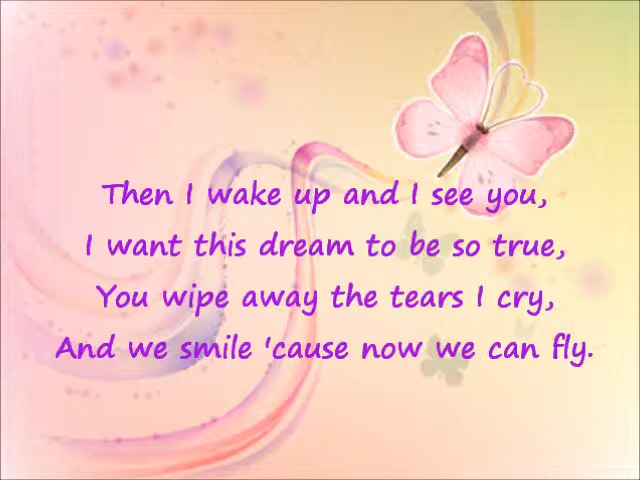 Then I wake up and I see you,
I want this dream to be so true,
You wipe away the tears I cry,
And we smile 'cause now we can fly.